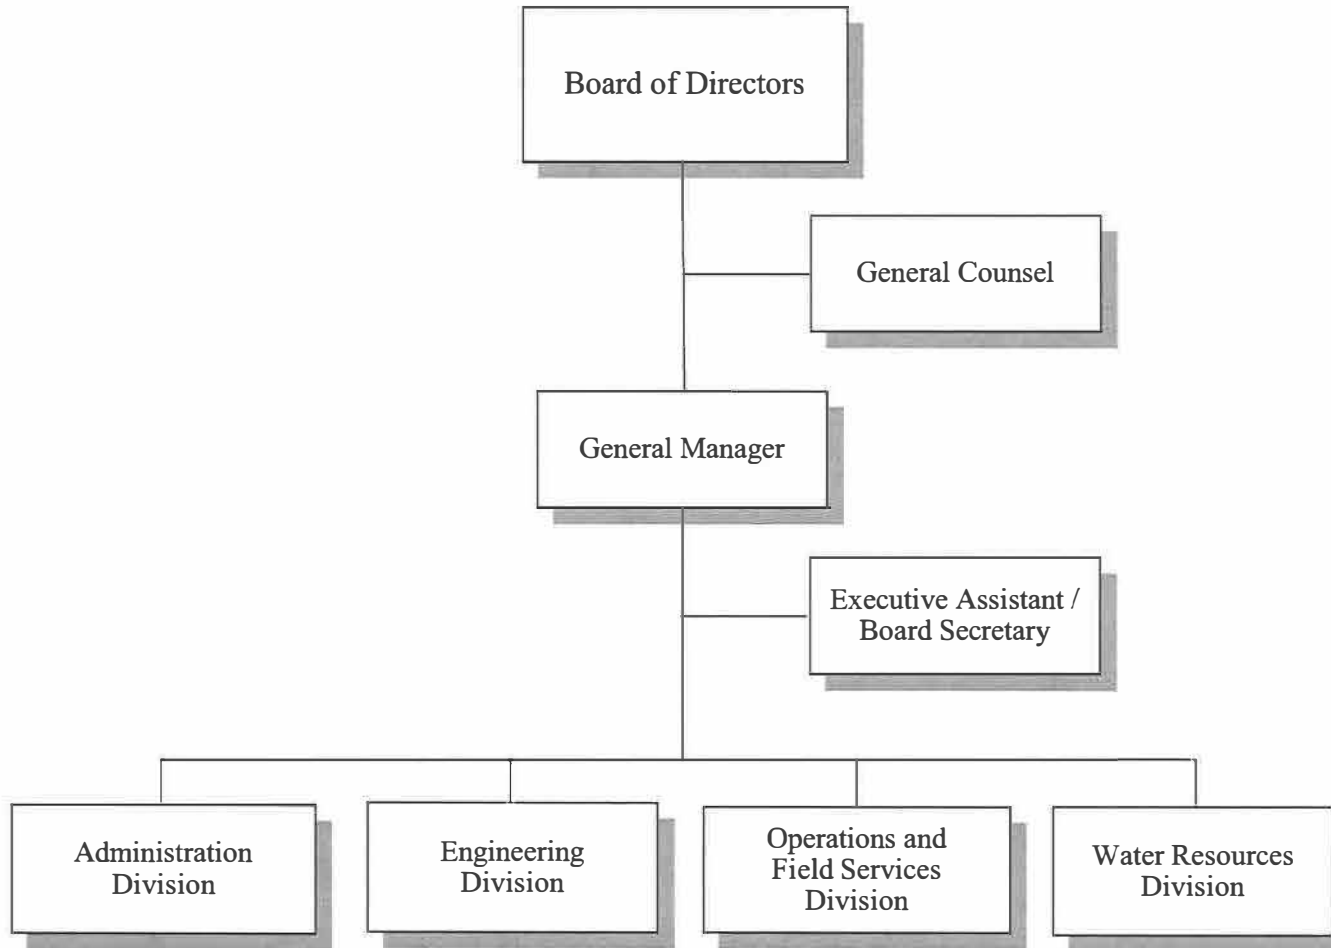 Board of Directors
General Counsel
General Manager
Executive Assistant /
Board Secretary
Administration
Division
Engineering
Division
Operations and
Field Services
Division
Water Resources
Division